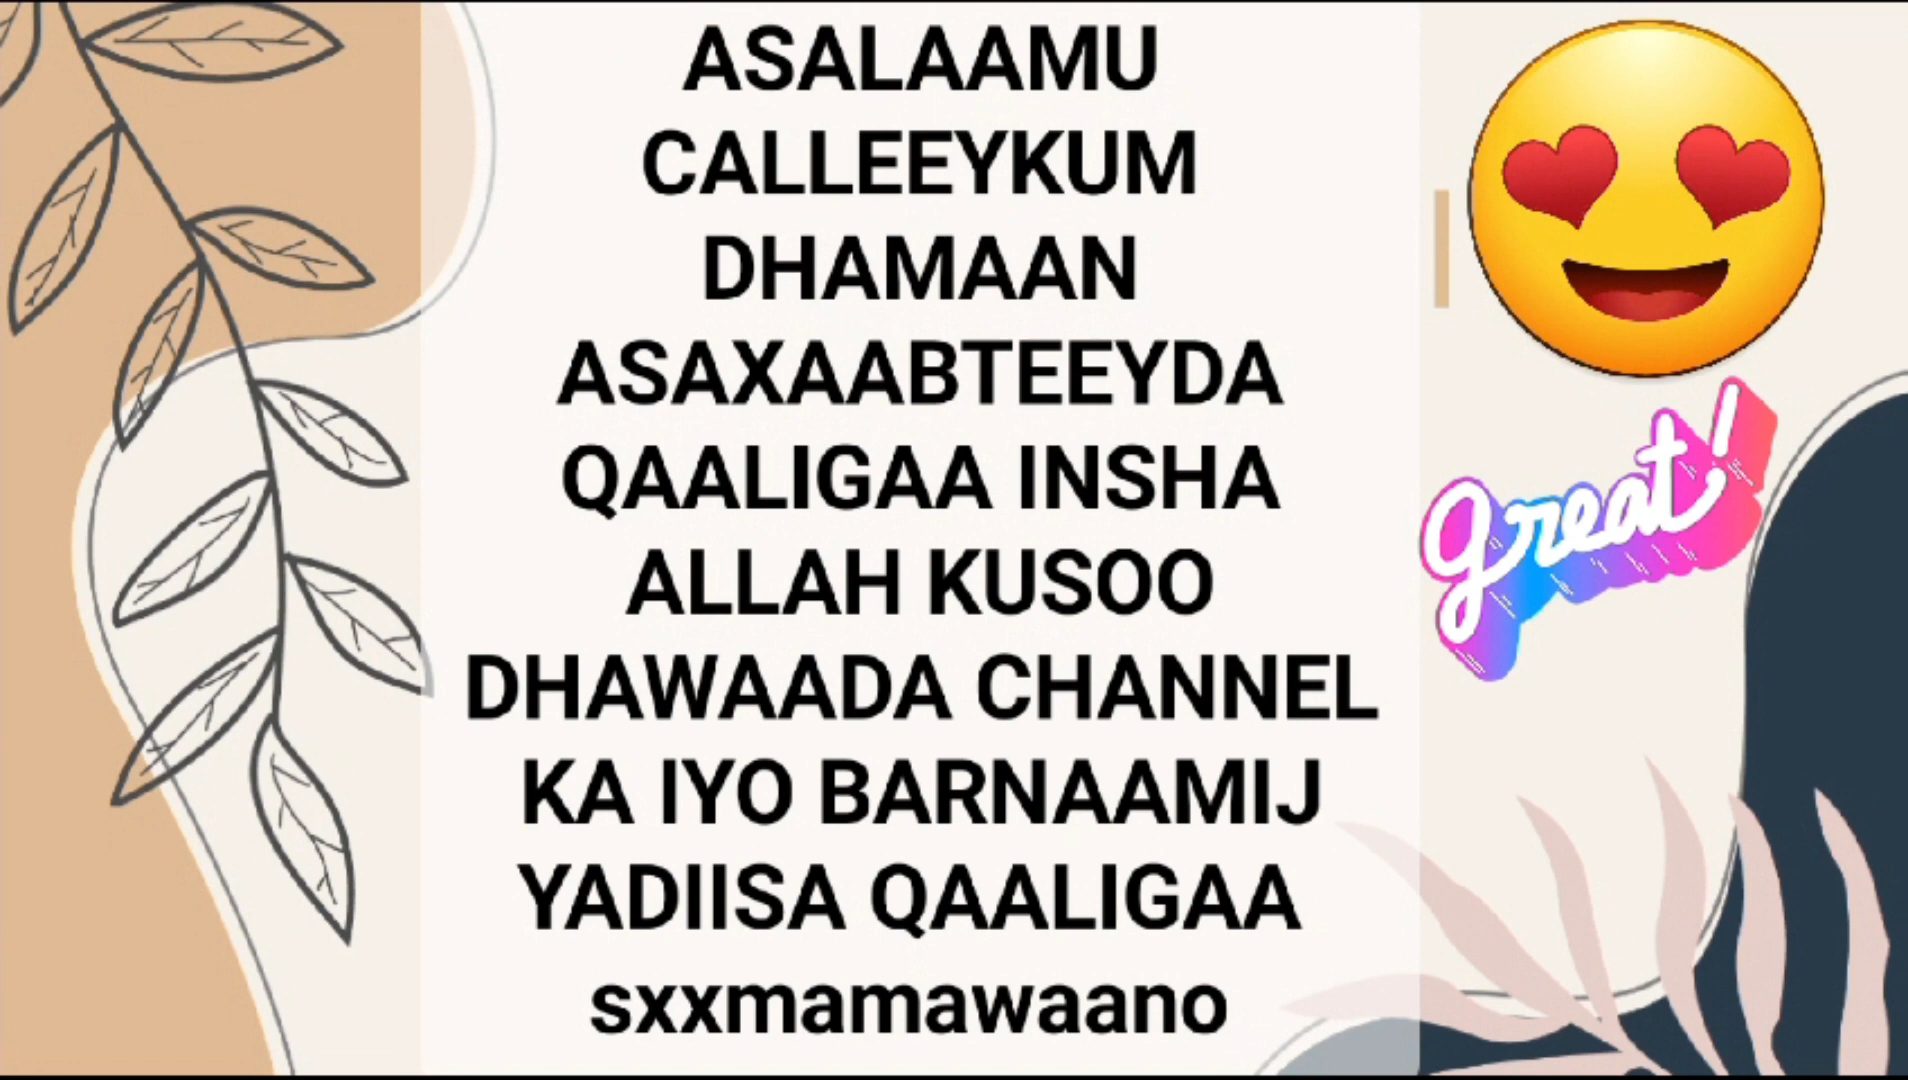 ASALAAMU
CALLEEYKUM
DHAMAAN
ASAXAABTEEYDA
QAALIGAA INSHA
ALLAH KUSOO
DHAWAADA CHANNEL
KA IYO BARNAAMIJ
YADIISA QAALIGAA
sxxmamawaano
great!